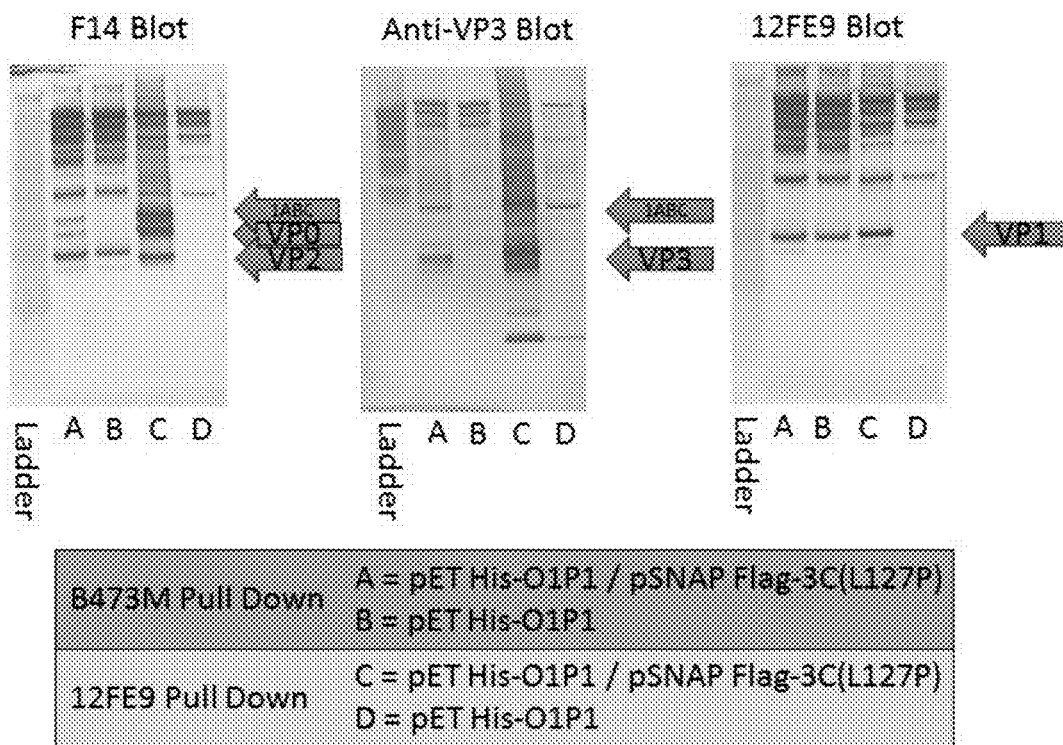 F14 Blot
Anti-VP3 Blot
12FE9 Blot
1ABC
VP0
VP2
1ABC
VP3
VP1
Ladder A B C D
Ladder A B C D
Ladder A B C D
B473M Pull Down
A = pET His-O1P1 / pSNAP Flag-3C(L127P)
B = pET His-O1P1
12FE9 Pull Down
C = pET His-O1P1 / pSNAP Flag-3C(L127P)
D = pET His-O1P1